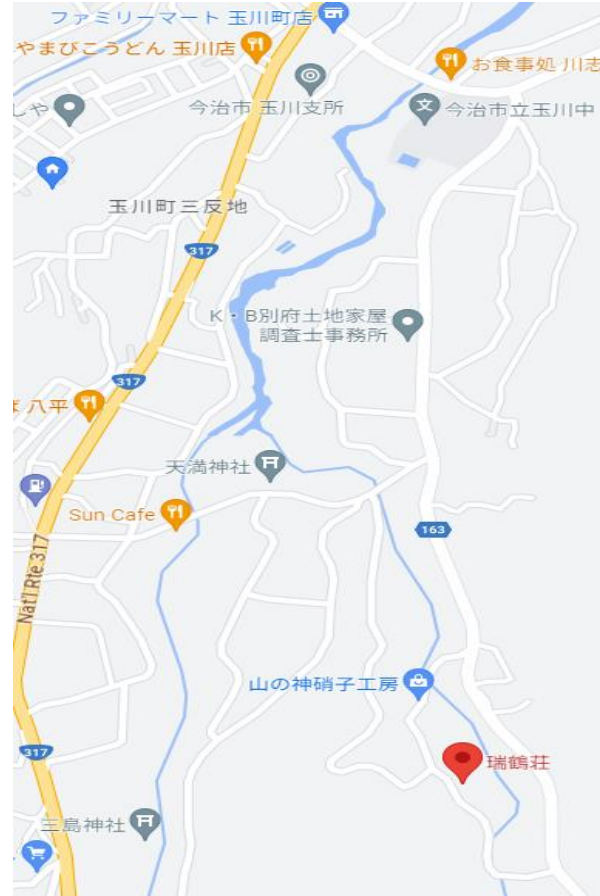 ファミリーマート 玉川町店
やまびこうどん 玉川店
お食事処 川志
今治市 玉川支所
今治市立玉川中
しや
玉川町三反地
317
K・B別府土地家屋
調査士事務所
317
八平
天満神社
Sun Cafe
163
Nat'l Rte 317
山の神硝子工房
317
瑞鶴荘
三島神社